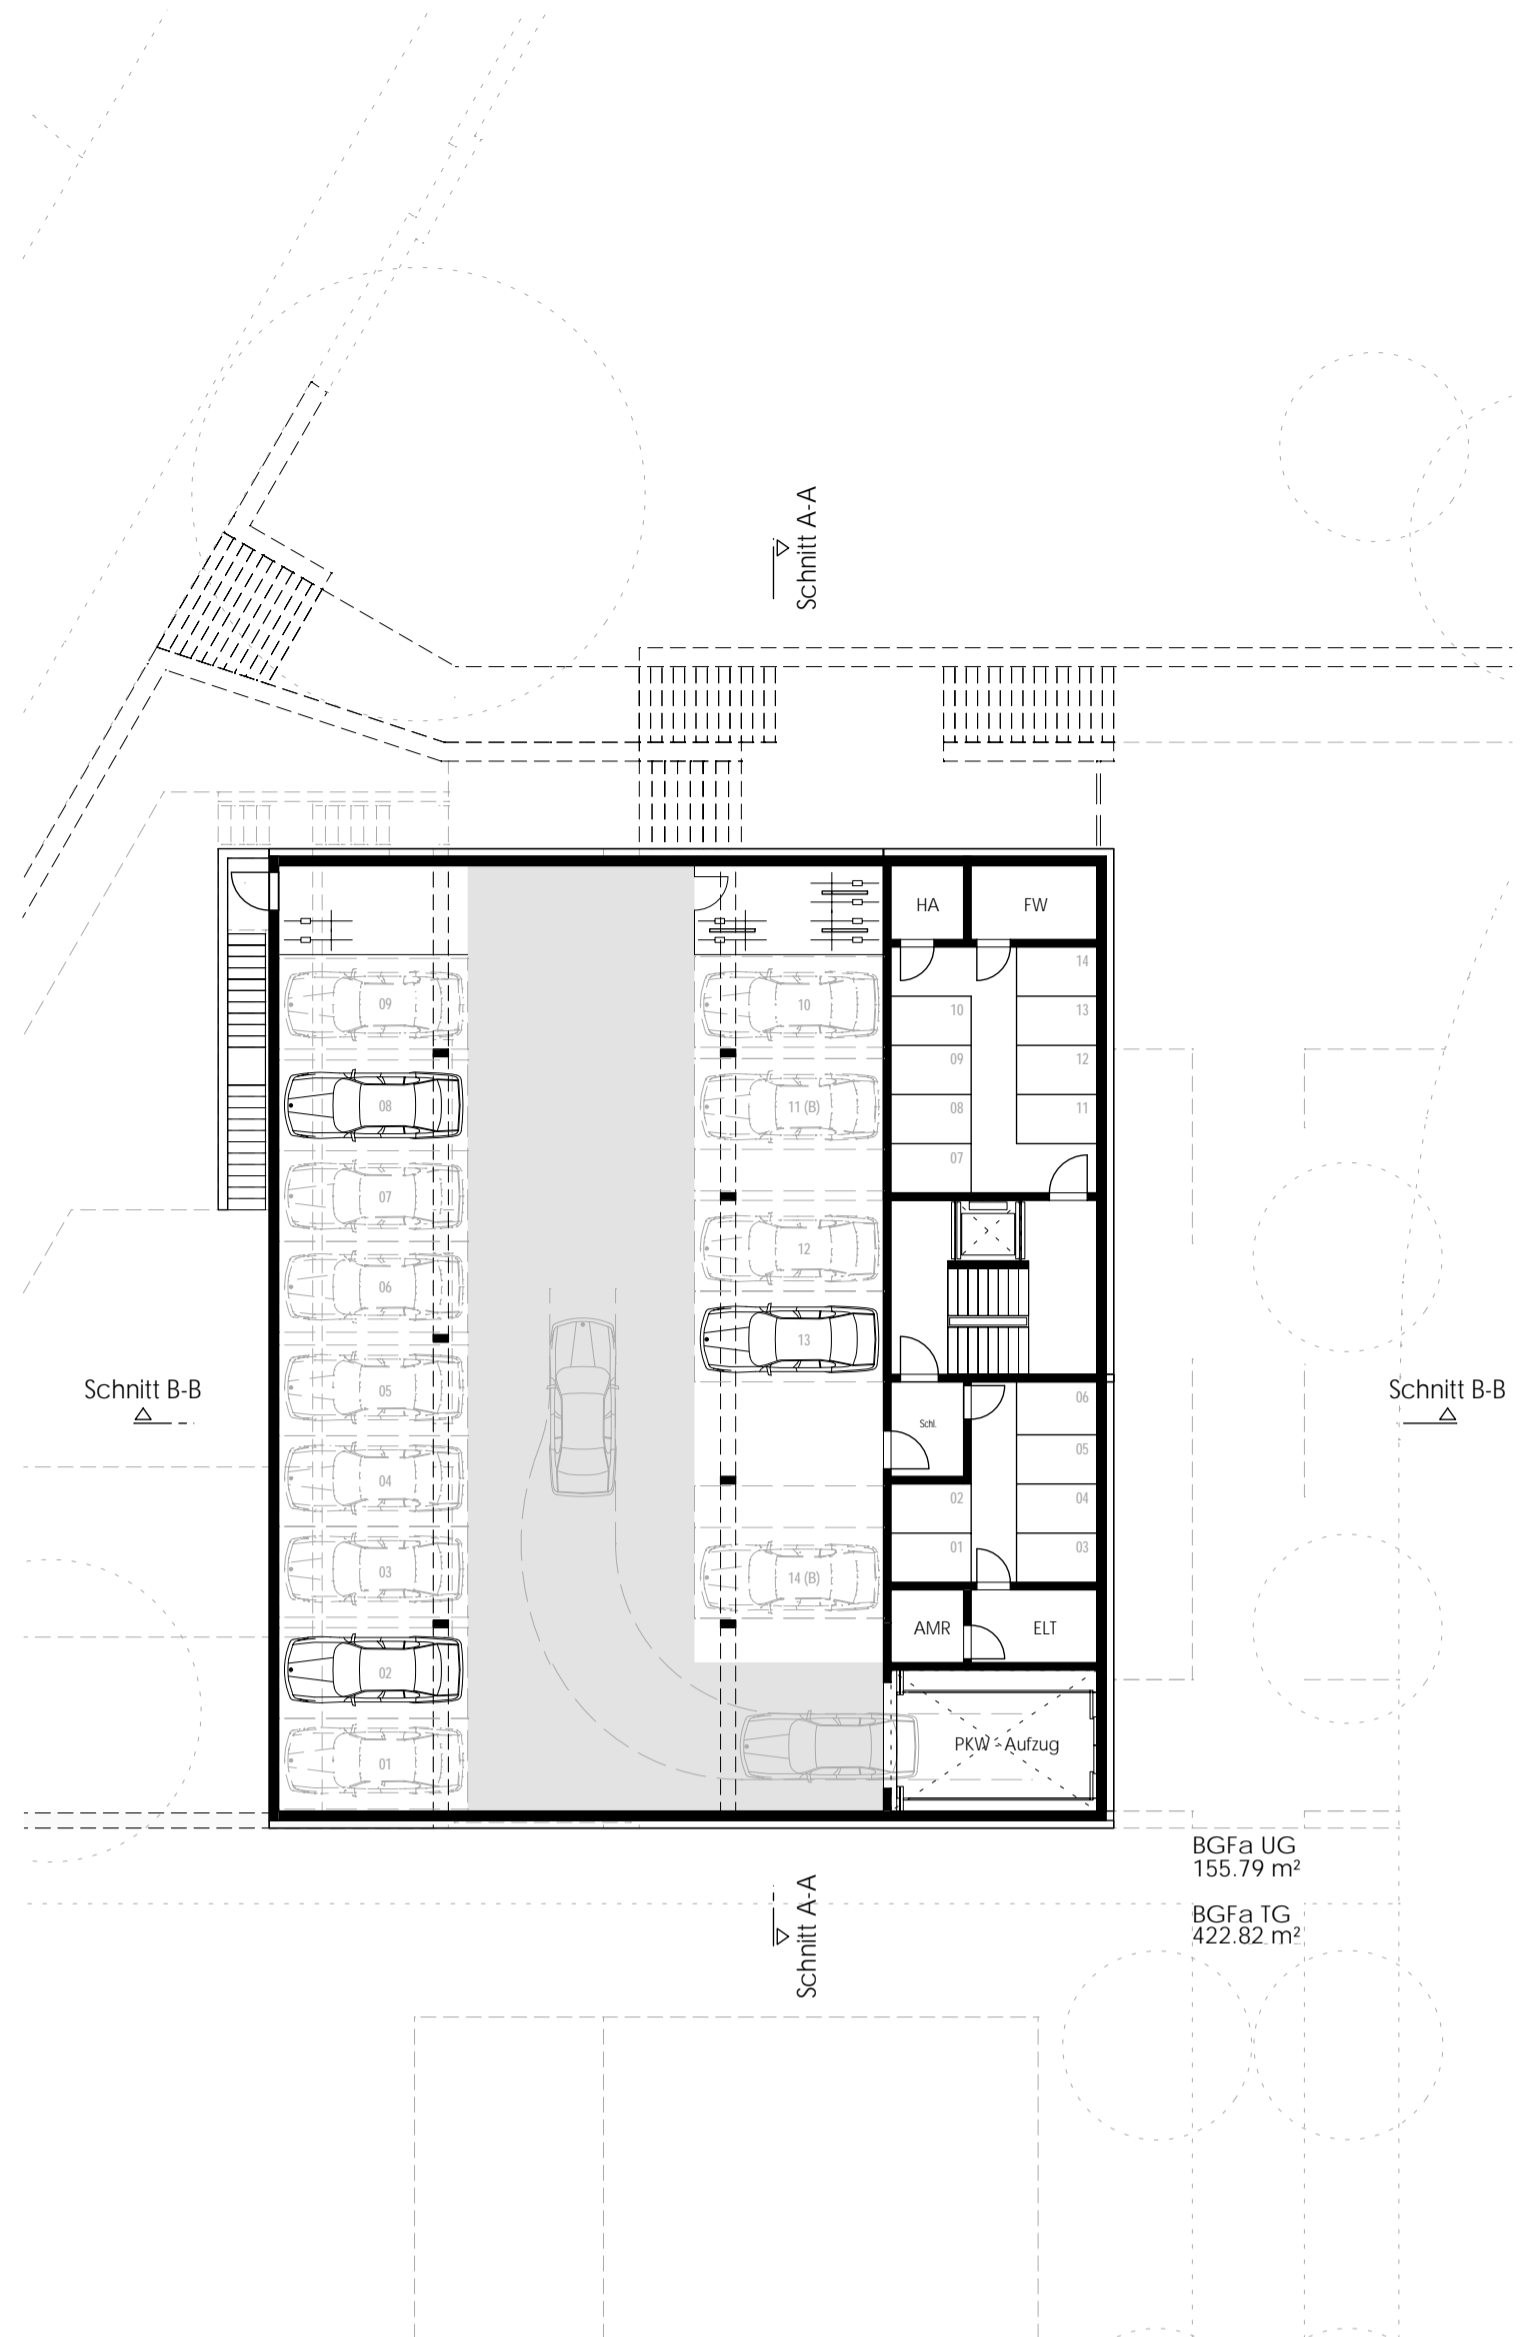 Schnitt A-A
HA
FW
14
09
10
10
13
08
11 (B)
09
12
08
11
07
07
12
06
13
Schnitt B-B
05
Schnitt B-B
06
Schl.
05
04
02
04
03
14 (B)
01
03
AMR
ELT
02
01
PKW - Aufzug
BGFa UG
155.79 m²
BGFa TG
422.82 m²
Schnitt A-A